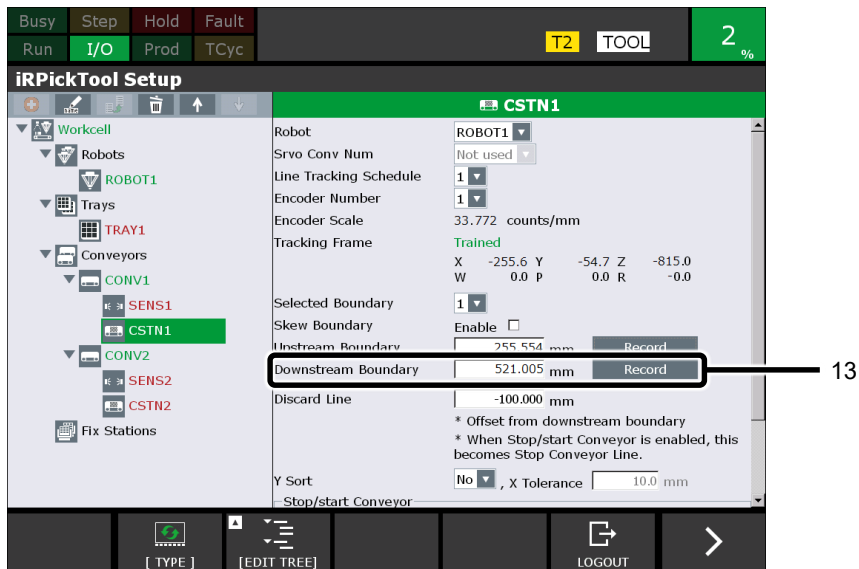 Busy Step Hold Fault
Run I/O Prod TCyc
T2 TOOL
2 %
iRPickTool Setup
CSTN1
Workcell
Robots
ROBOT1
Trays
TRAY1
Conveyors
CONV1
SENS1
CSTN1
CONV2
SENS2
CSTN2
Fix Stations
Robot ROBOT1
Srvo Conv Num Not used
Line Tracking Schedule 1
Encoder Number 1
Encoder Scale 33.772 counts/mm
Tracking Frame Trained
X -255.6 Y -54.7 Z -815.0
W 0.0 P 0.0 R -0.0
Selected Boundary 1
Skew Boundary Enable
Upstream Boundary 255.554 mm Record
Downstream Boundary 521.005 mm Record
13
Discard Line -100.000 mm
* Offset from downstream boundary
* When Stop/start Conveyor is enabled, this
becomes Stop Conveyor Line.
Y Sort No , X Tolerance 10.0 mm
Stop/start Conveyor
[ TYPE ] [EDIT TREE] LOGOUT